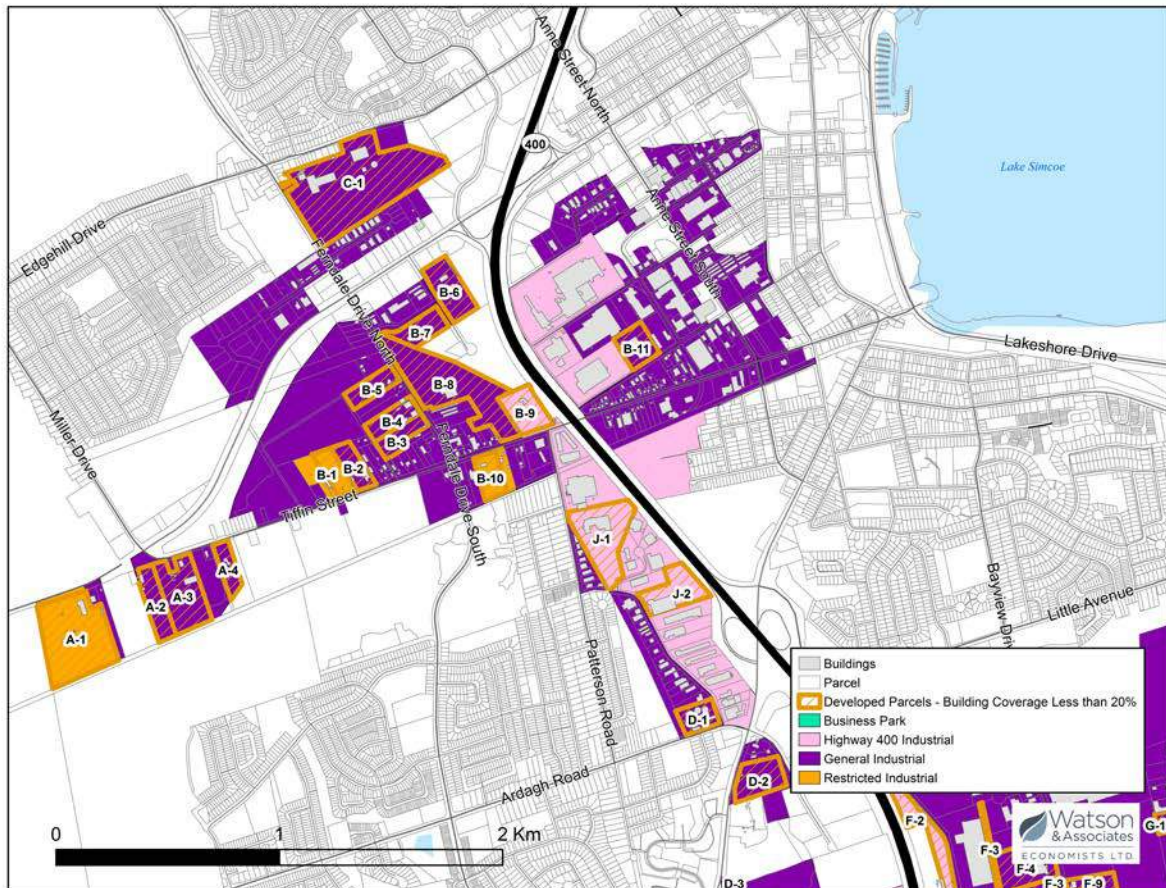 Anne Street North
400
Lake Simcoe
C-1
Edgehill Drive
Ferndale Drive North
Anne Street South
B-6
B-7
B-11
Lakeshore Drive
B-5
B-8
B-9
B-4
B-3
Miller Drive
B-1
B-2
B-10
Tiffin Street
Ferndale Drive South
J-1
A-4
A-3
A-2
A-1
J-2
Bayview Driv
Little Avenue
Patterson Road
D-1
Ardagh Road
D-2
Buildings
Parcel
Developed Parcels - Building Coverage Less than 20%
Business Park
Highway 400 Industrial
General Industrial
Restricted Industrial
F-2
G-1
F-3
F-4
F-3
F-9
D-3
0 1 2 Km
Watson
& Associates
ECONOMISTS LTD.